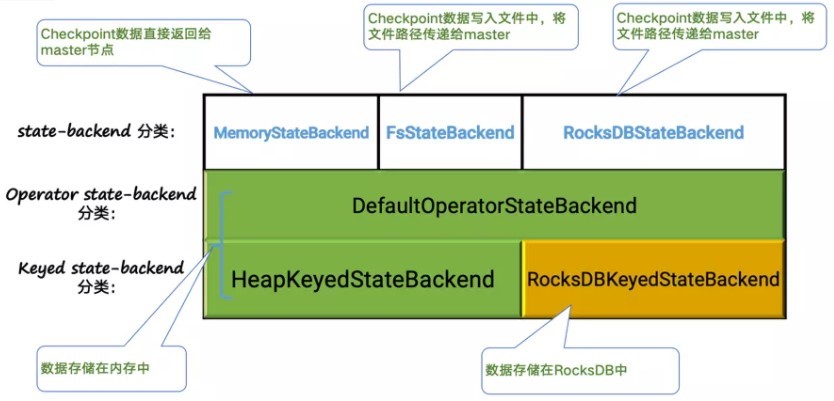 Checkpoint数据直接返回给
master节点
Checkpoint数据写入文件中，将
文件路径传递给master
Checkpoint数据写入文件中，将
文件路径传递给master
state-backend 分类：
MemoryStateBackend
FsStateBackend
RocksDBStateBackend
Operator state-backend
分类：
DefaultOperatorStateBackend
Keyed state-backend
分类：
HeapKeyedStateBackend
RocksDBKeyedStateBackend
数据存储在内存中
数据存储在RocksDB中